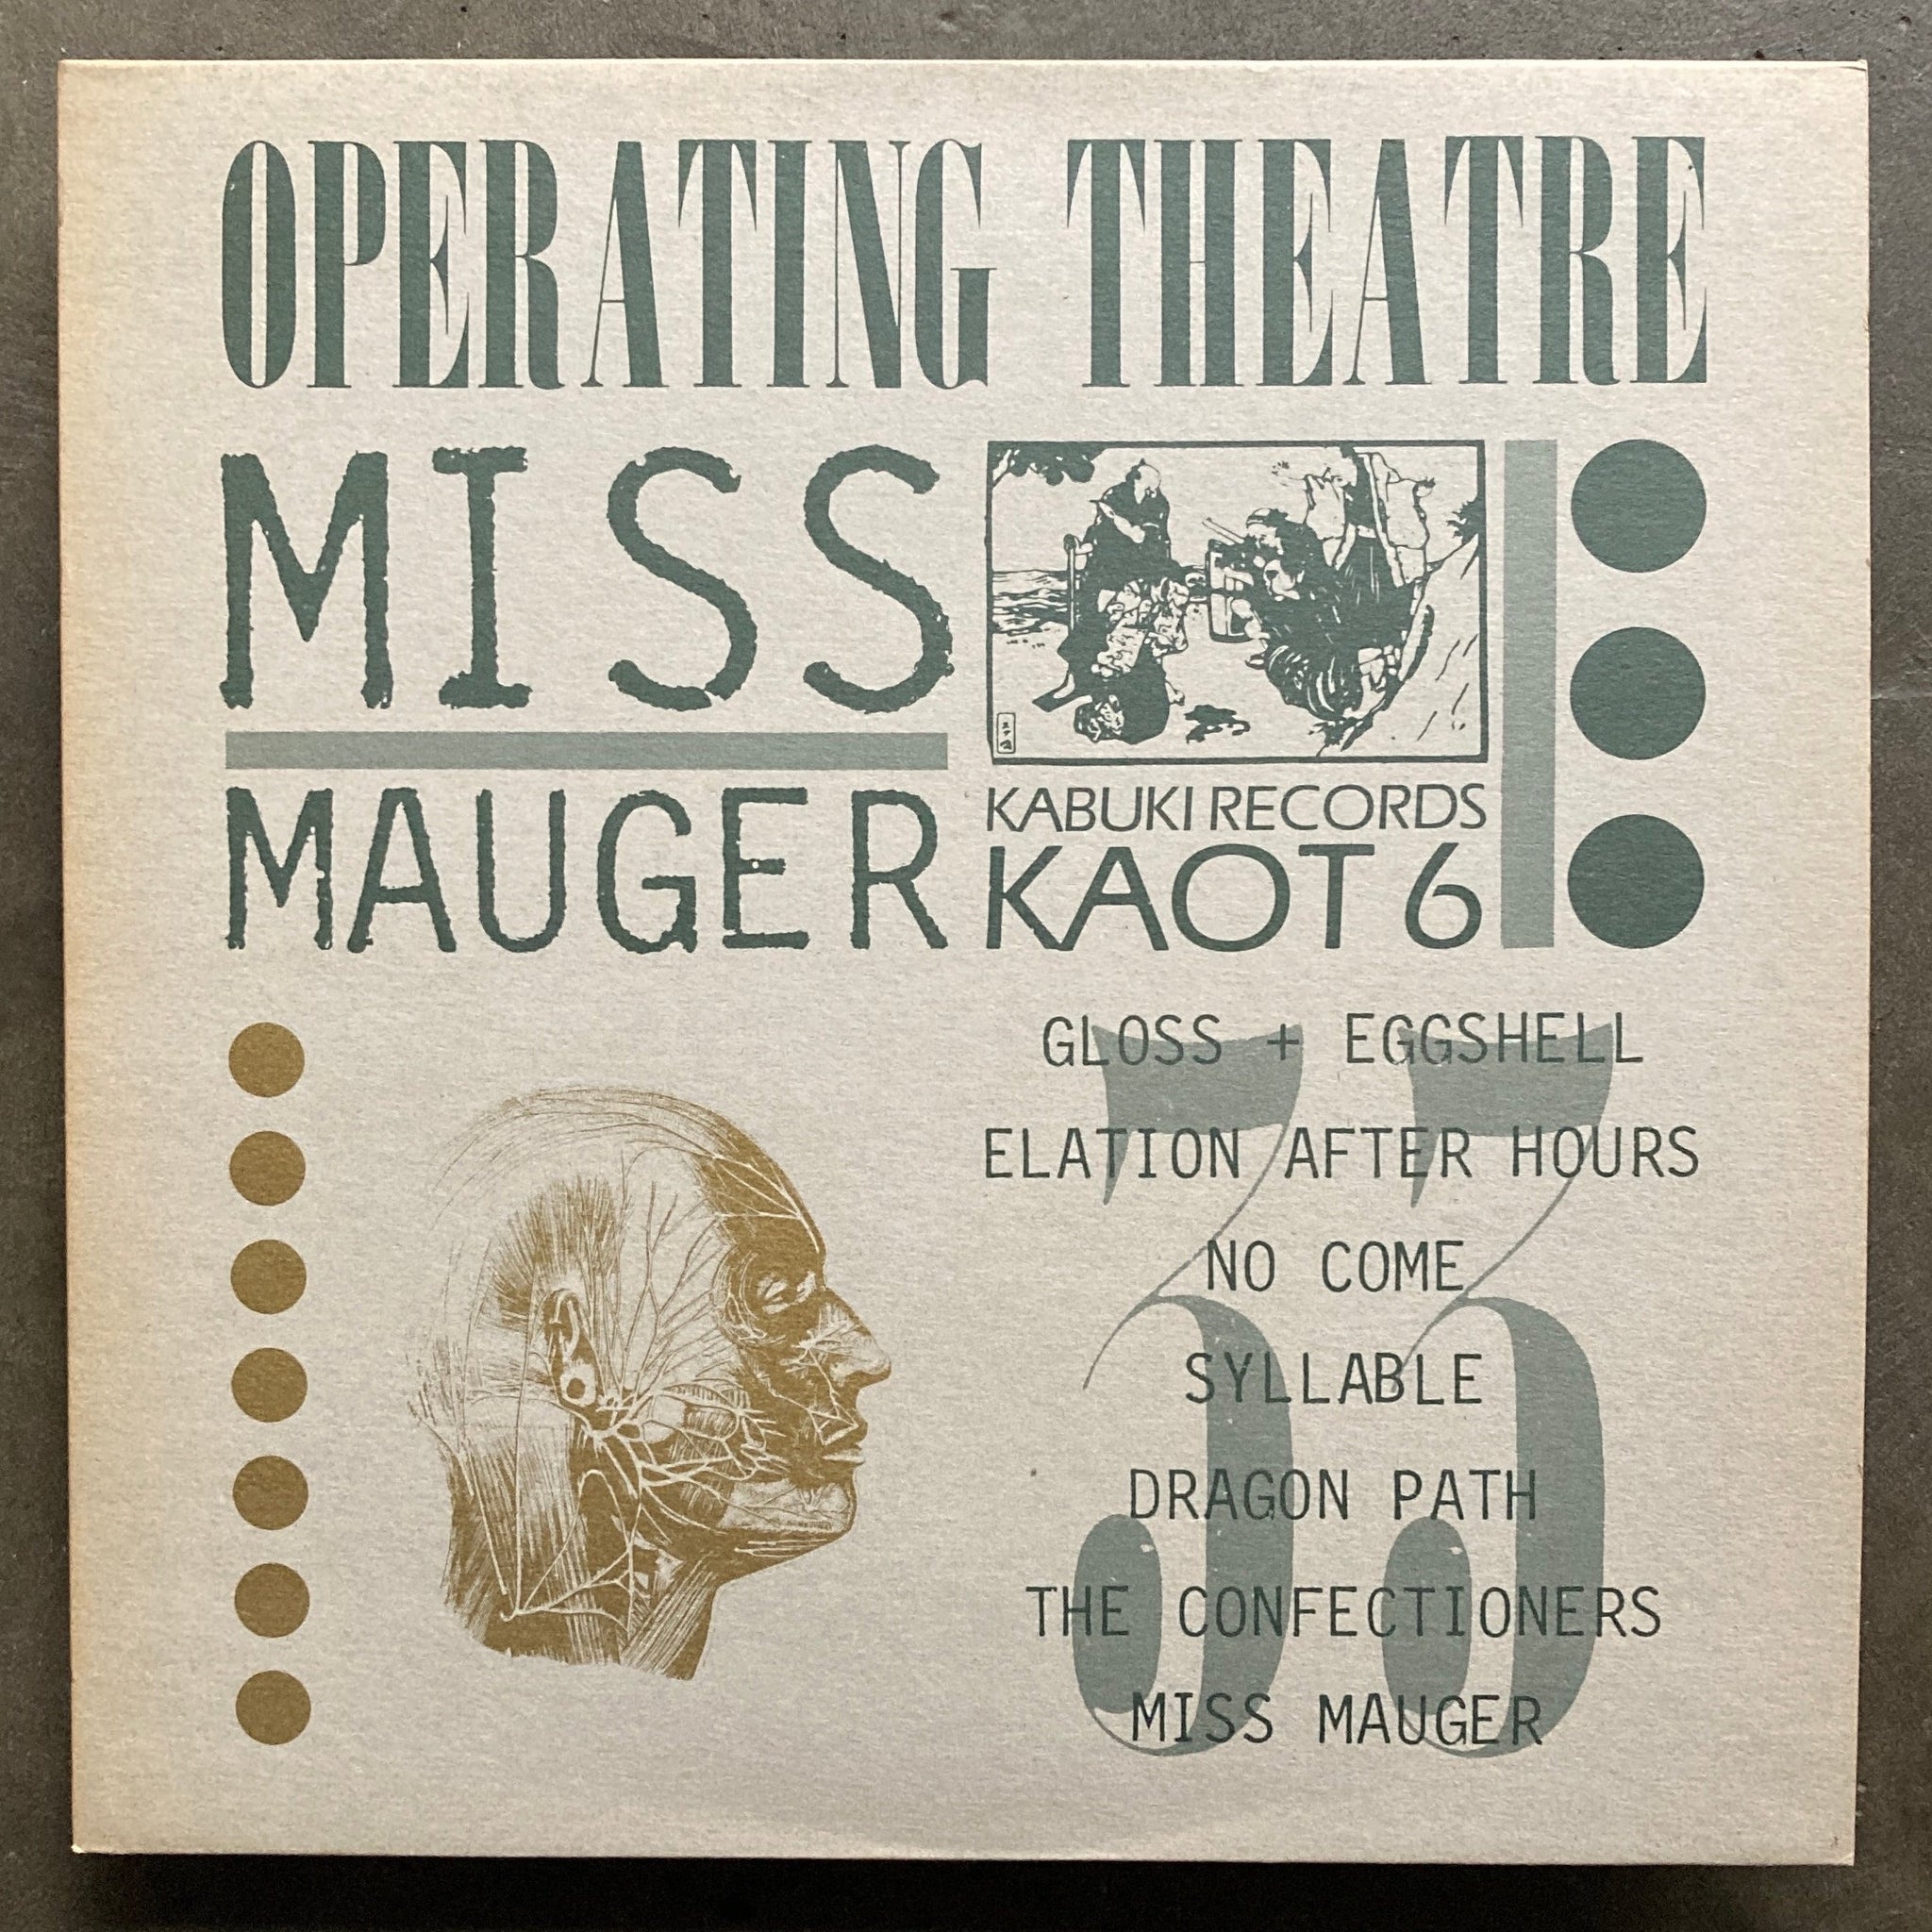 OPERATING THEATRE
MISS
MAUGER
KABUKI RECORDS
KAOT 6
33
GLOSS + EGGSHELL
ELATION AFTER HOURS
NO COME
SYLLABLE
DRAGON PATH
THE CONFECTIONERS
MISS MAUGER